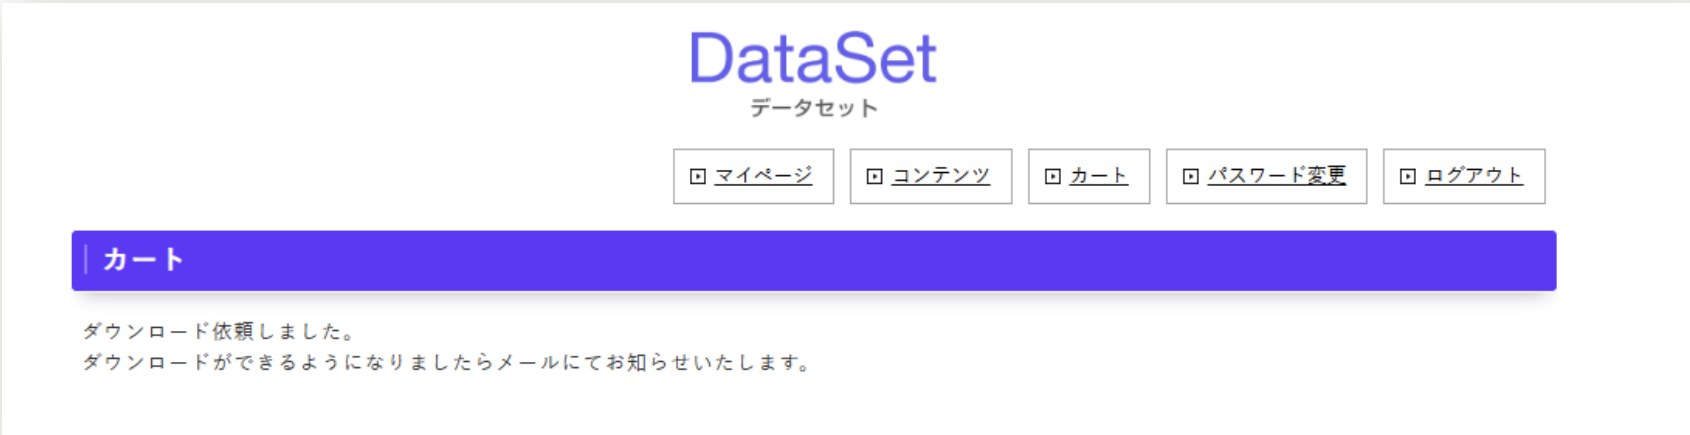 DataSet
データセット
マイページ コンテンツ カート パスワード変更 ログアウト
カート
ダウンロード依頼しました。
ダウンロードができるようになりましたらメールにてお知らせいたします。